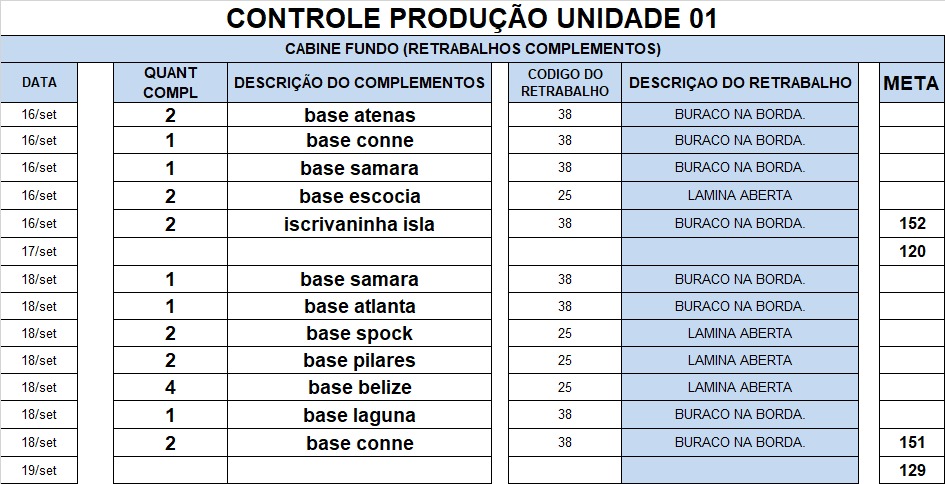 CONTROLE PRODUÇÃO UNIDADE 01
CABINE FUNDO (RETRABALHOS COMPLEMENTOS)
DATA QUANT COMPL DESCRIÇÃO DO COMPLEMENTOS CODIGO DO RETRABALHO DESCRIÇAO DO RETRABALHO META
16/set 2 base atenas 38 BURACO NA BORDA.
16/set 1 base conne 38 BURACO NA BORDA.
16/set 1 base samara 38 BURACO NA BORDA.
16/set 2 base escocia 25 LAMINA ABERTA
16/set 2 iscrivaninha isla 38 BURACO NA BORDA. 152
17/set 120
18/set 1 base samara 38 BURACO NA BORDA.
18/set 1 base atlanta 38 BURACO NA BORDA.
18/set 2 base spock 25 LAMINA ABERTA
18/set 2 base pilares 25 LAMINA ABERTA
18/set 4 base belize 25 LAMINA ABERTA
18/set 1 base laguna 38 BURACO NA BORDA.
18/set 2 base conne 38 BURACO NA BORDA. 151
19/set 129